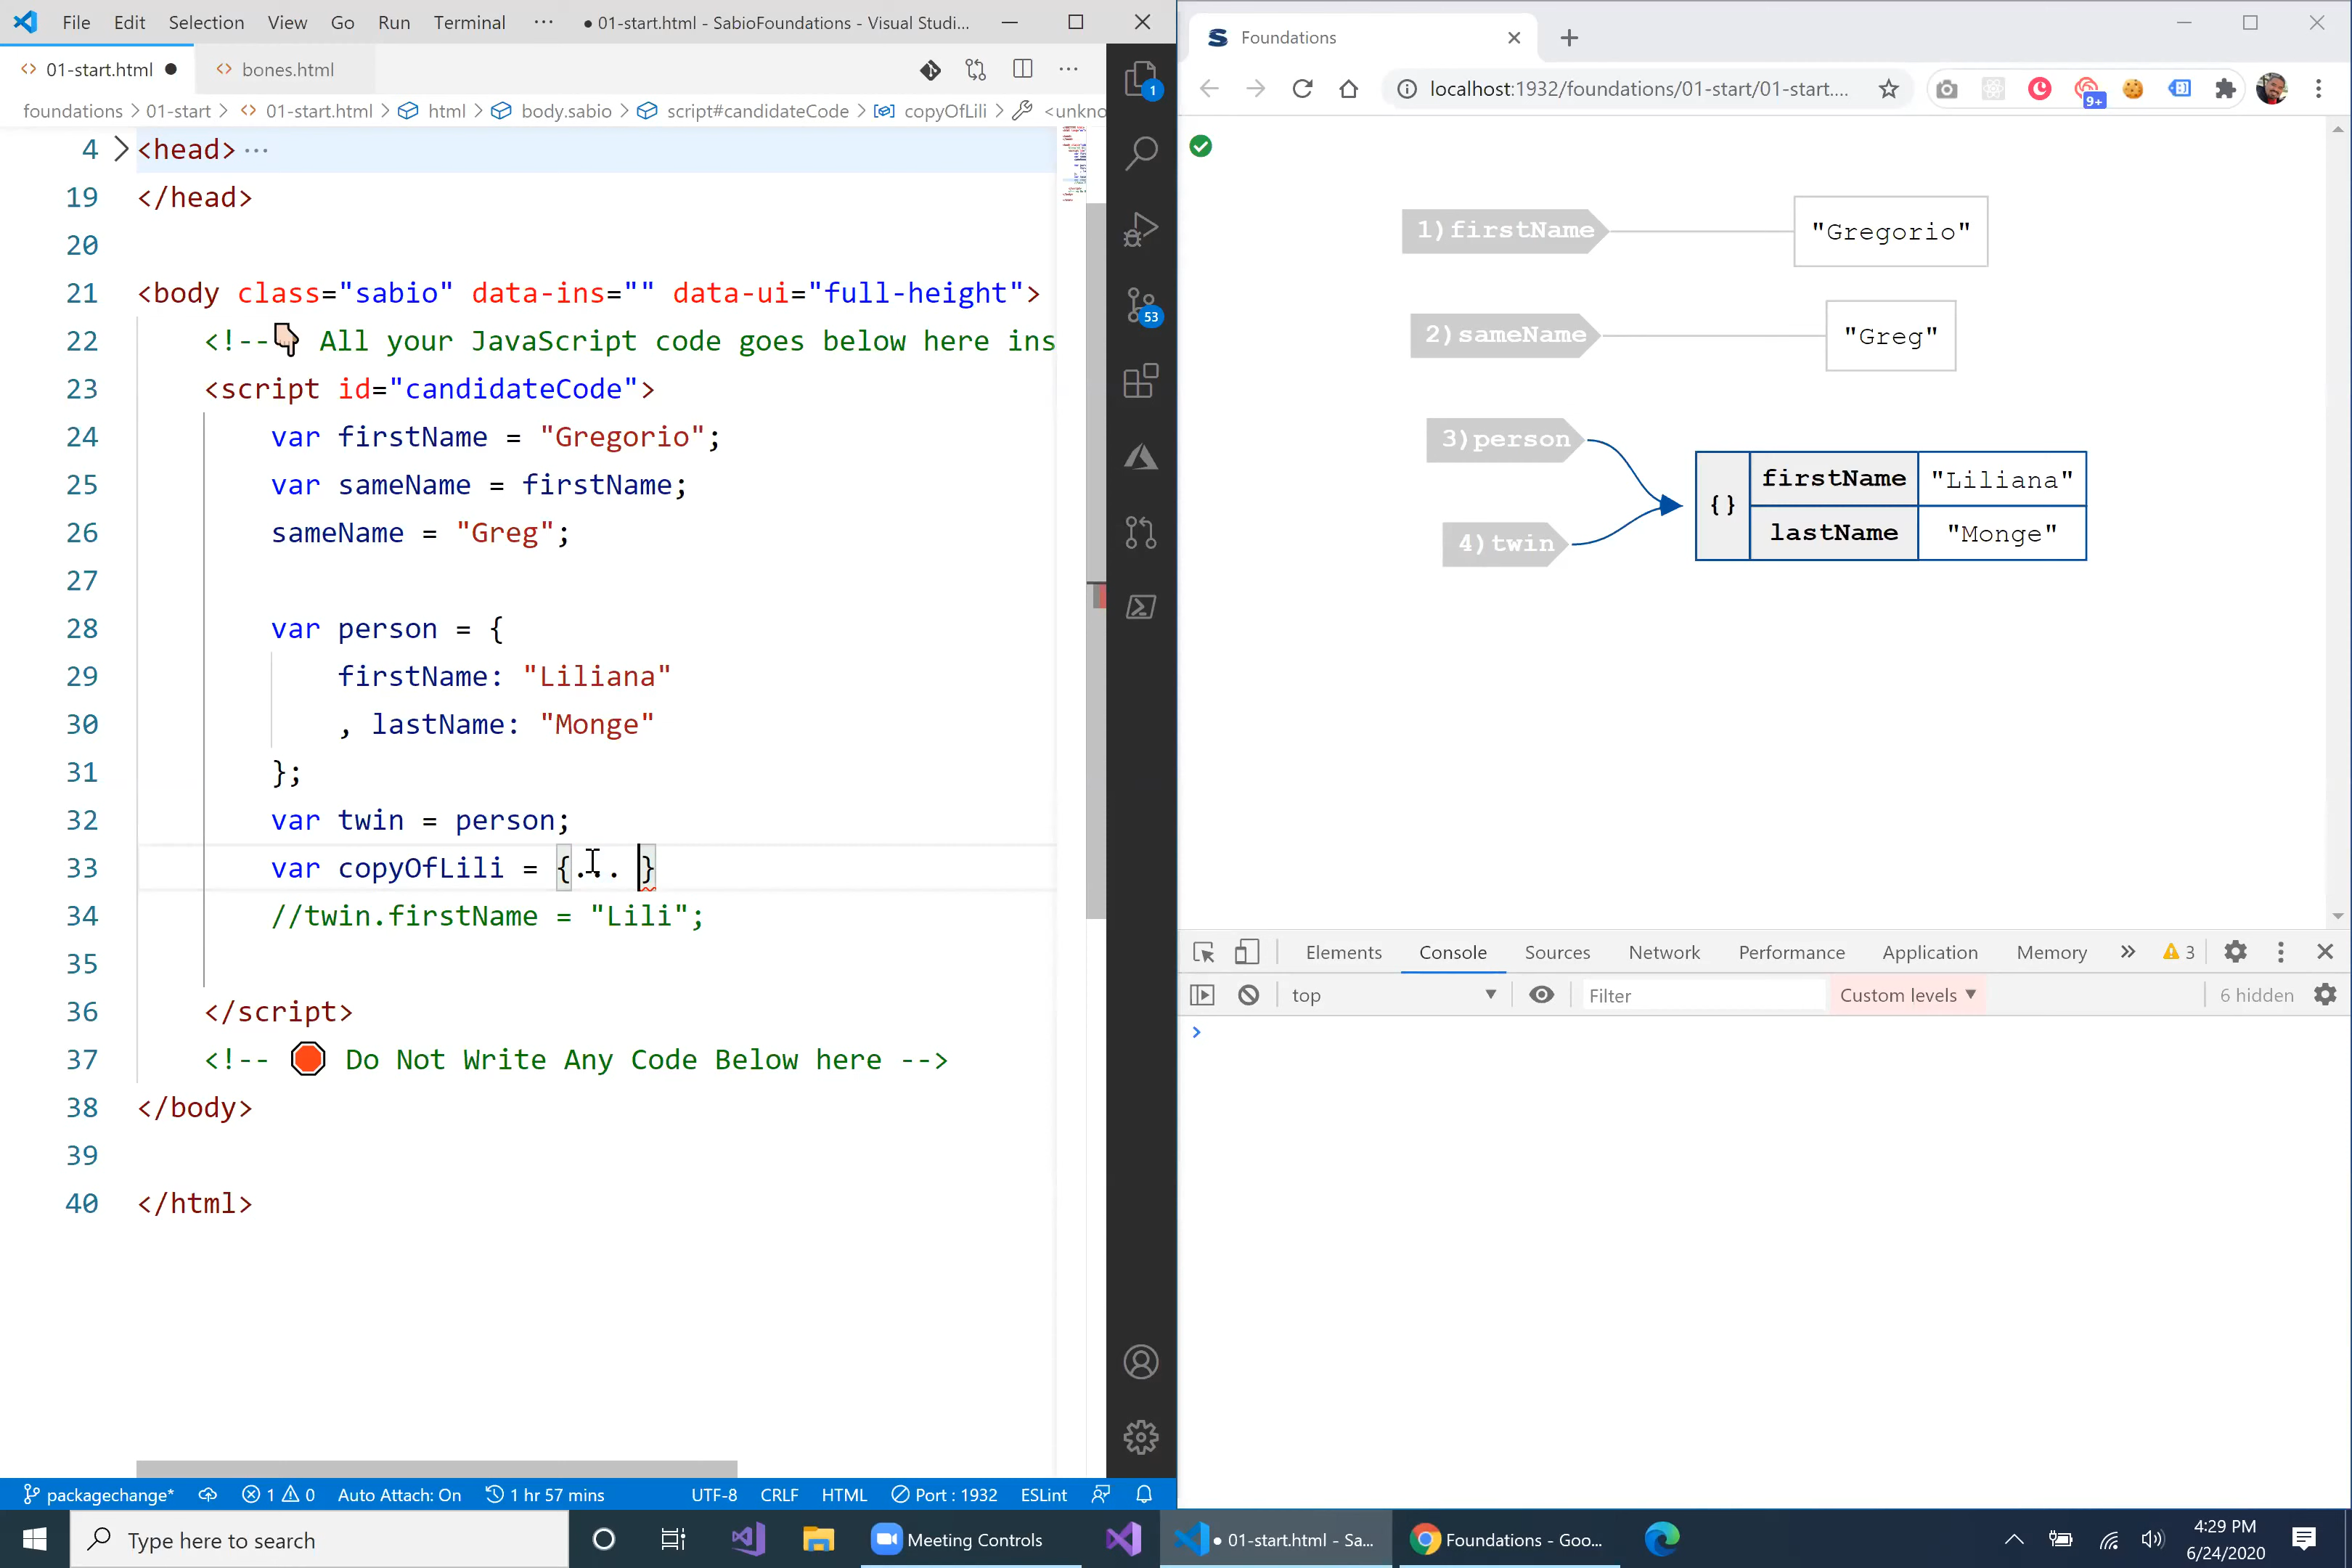 File Edit Selection View Go Run Terminal ··· ● 01-start.html - SabioFoundations - Visual Studi...
01-start.html ● bones.html
foundations > 01-start > 01-start.html > html > body.sabio > script#candidateCode > copyOfLili > <unkno
4 <head> ···
19 </head>
20
21 <body class="sabio" data-ins="" data-ui="full-height">
22 <!--👇🏻 All your JavaScript code goes below here ins
23 <script id="candidateCode">
24 var firstName = "Gregorio";
25 var sameName = firstName;
26 sameName = "Greg";
27
28 var person = {
29 firstName: "Liliana"
30 , lastName: "Monge"
31 };
32 var twin = person;
33 var copyOfLili = {... }
34 //twin.firstName = "Lili";
35
36 </script>
37 <!-- 🛑 Do Not Write Any Code Below here -->
38 </body>
39
40 </html>
1
53
packagechange* 1 0 Auto Attach: On 1 hr 57 mins UTF-8 CRLF HTML Port : 1932 ESLint
Foundations
localhost:1932/foundations/01-start/01-start....
9+
1)firstName "Gregorio"
2)sameName "Greg"
3)person
4)twin
{} firstName "Liliana"
lastName "Monge"
Elements Console Sources Network Performance Application Memory » 3
top Filter Custom levels 6 hidden
>
Type here to search
Meeting Controls
● 01-start.html - Sa...
Foundations - Goo...
4:29 PM
6/24/2020